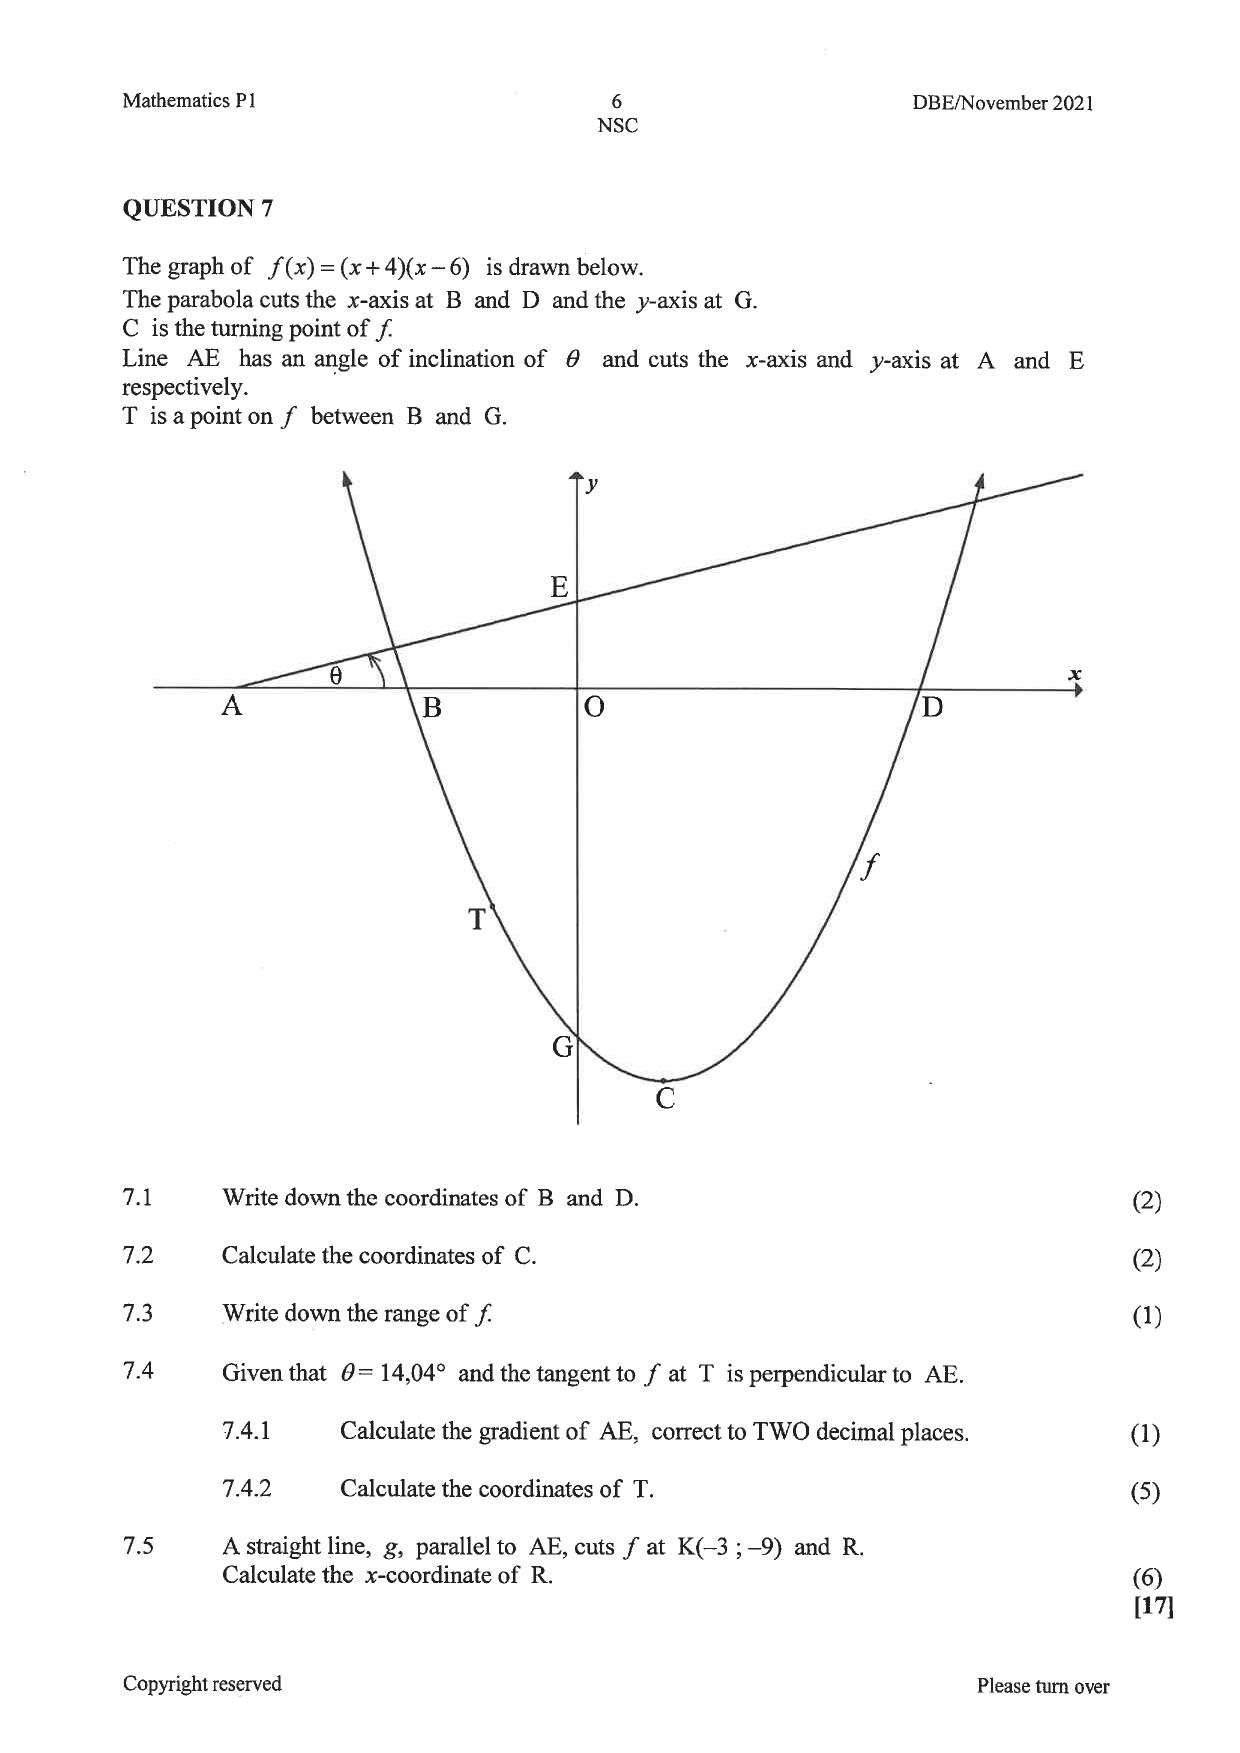 Mathematics P1
6
DBE/November 2021
NSC
QUESTION 7
The graph of f(x) = (x + 4)(x − 6) is drawn below.
The parabola cuts the x-axis at B and D and the y-axis at G.
C is the turning point of f.
Line AE has an angle of inclination of θ and cuts the x-axis and y-axis at A and E
respectively.
T is a point on f between B and G.
y
E
θ
x
A
B
O
D
f
T
G
C
7.1 Write down the coordinates of B and D. (2)
7.2 Calculate the coordinates of C. (2)
7.3 Write down the range of f. (1)
7.4 Given that θ = 14,04° and the tangent to f at T is perpendicular to AE.
7.4.1 Calculate the gradient of AE, correct to TWO decimal places. (1)
7.4.2 Calculate the coordinates of T. (5)
7.5 A straight line, g, parallel to AE, cuts f at K(–3 ; –9) and R.
Calculate the x-coordinate of R. (6)
[17]
Copyright reserved
Please turn over